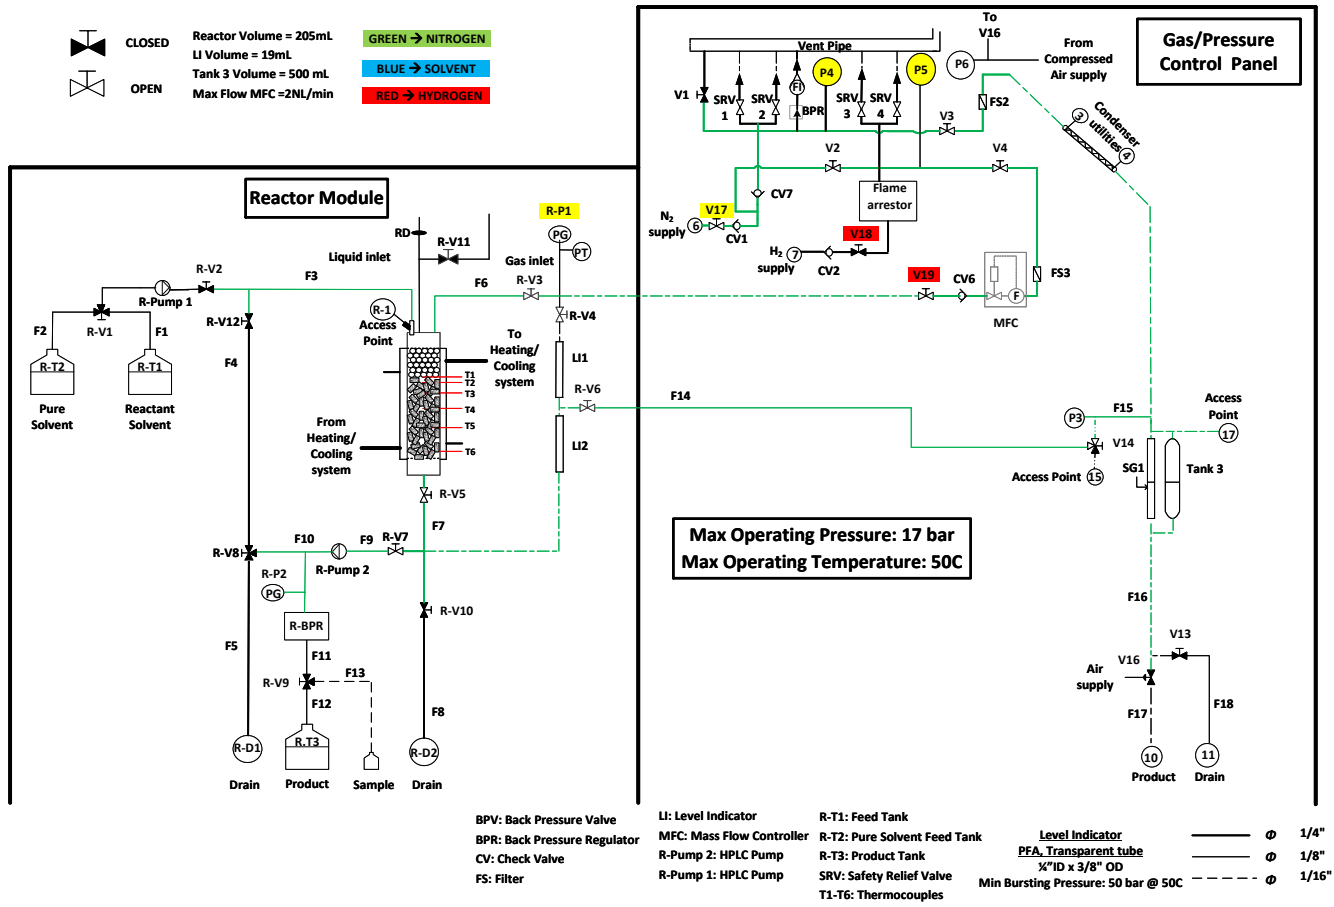 CLOSED
OPEN
Reactor Volume = 205mL
LI Volume = 19mL
Tank 3 Volume = 500 mL
Max Flow MFC =2NL/min
GREEN → NITROGEN
BLUE → SOLVENT
RED → HYDROGEN
Gas/Pressure
Control Panel
To
V16
From
Compressed
Air supply
P6
Vent Pipe
V1
SRV
1
SRV
2
FI
BPR
P4
SRV
3
SRV
4
P5
V3
FS2
3
Condenser
utilities
4
V2
V4
CV7
Flame
arrestor
N2
supply
6
V17
CV1
H2
supply
7
CV2
V18
V19
CV6
F
MFC
FS3
Reactor Module
R-P1
PG
PT
RD
R-V11
Liquid inlet
Gas inlet
R-V3
R-V4
R-V2
F3
F6
R-Pump 1
R-V1
R-V12
F2
F1
R-T2
R-T1
Pure
Solvent
Reactant
Solvent
F4
R-1
Access
Point
To
Heating/
Cooling
system
T1
T2
T3
T4
T5
T6
From
Heating/
Cooling
system
LI1
LI2
R-V6
F14
R-V5
F7
R-V7
F9
F10
R-Pump 2
R-V8
R-P2
PG
R-BPR
R-V10
F5
F11
F13
R-V9
F12
F8
R-D1
R.T3
R-D2
Drain
Product
Sample
Drain
P3
F15
Access
Point
17
V14
Access Point
15
SG1
Tank 3
Max Operating Pressure: 17 bar
Max Operating Temperature: 50C
F16
V13
V16
Air
supply
F17
F18
10
11
Product
Drain
BPV: Back Pressure Valve
BPR: Back Pressure Regulator
CV: Check Valve
FS: Filter
LI: Level Indicator
MFC: Mass Flow Controller
R-Pump 2: HPLC Pump
R-Pump 1: HPLC Pump
R-T1: Feed Tank
R-T2: Pure Solvent Feed Tank
R-T3: Product Tank
SRV: Safety Relief Valve
T1-T6: Thermocouples
Level Indicator
PFA, Transparent tube
¼"ID x 3/8" OD
Min Bursting Pressure: 50 bar @ 50C
Φ 1/4"
Φ 1/8"
Φ 1/16"